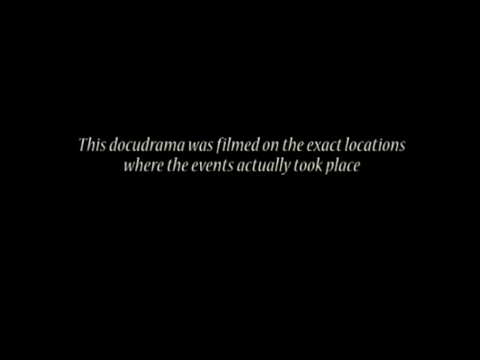 This docudrama was filmed on the exact locations
where the events actually took place